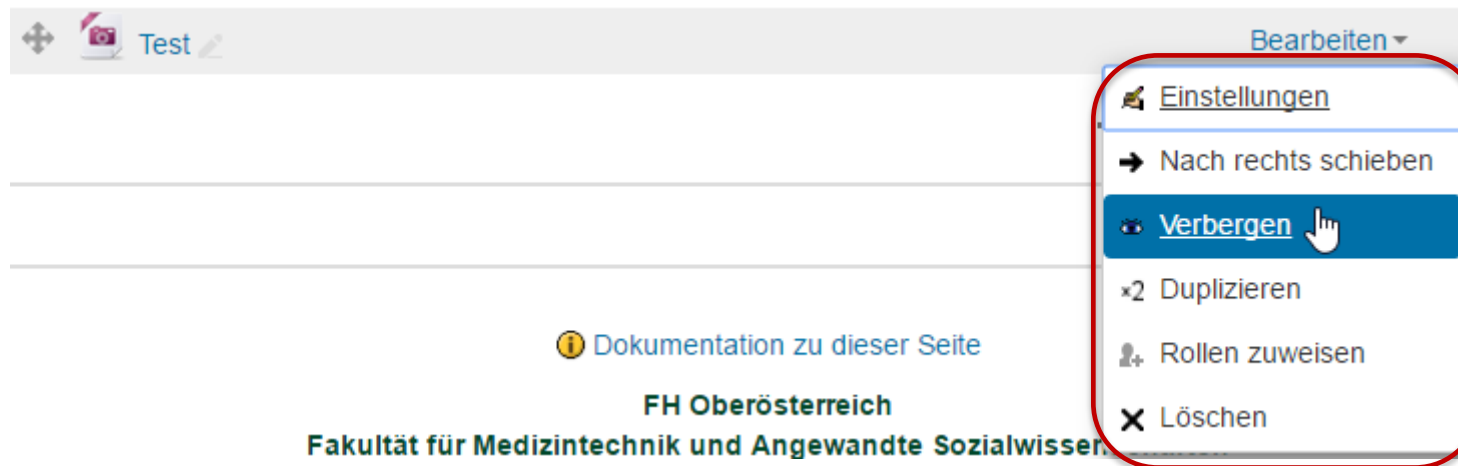 Test
Bearbeiten
Einstellungen
Nach rechts schieben
Verbergen
×2 Duplizieren
Rollen zuweisen
Löschen
Dokumentation zu dieser Seite
FH Oberösterreich
Fakultät für Medizintechnik und Angewandte